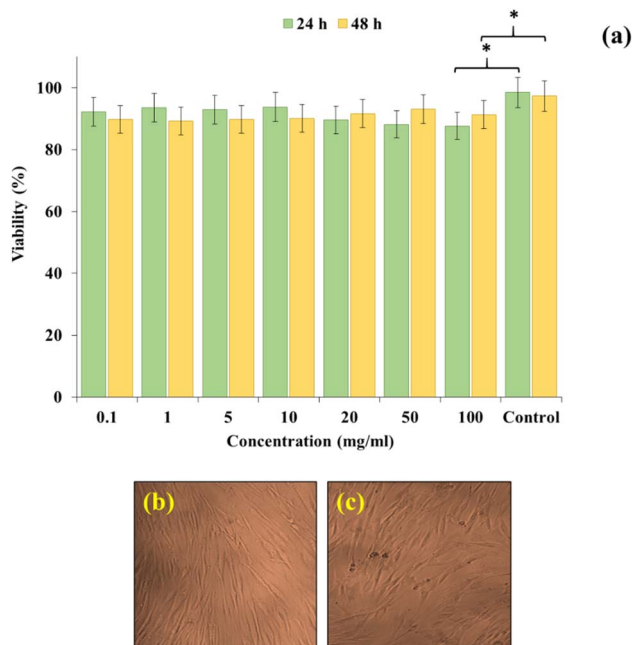 24 h 48 h
* *
(a)
Viability (%)
100
80
60
40
20
0
0.1 1 5 10 20 50 100 Control
Concentration (mg/ml)
(b) (c)